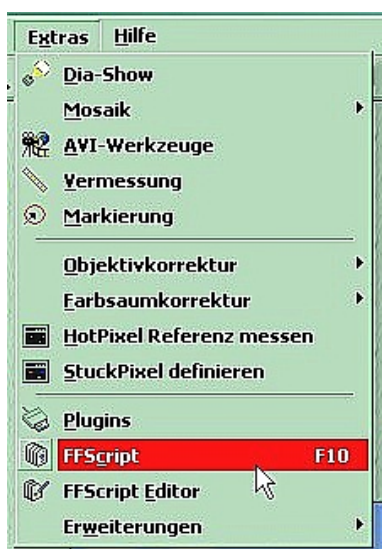 Extras Hilfe
Dia-Show
Mosaik
AVI-Werkzeuge
Vermessung
Markierung
Objektivkorrektur
Farbsaumkorrektur
HotPixel Referenz messen
StuckPixel definieren
Plugins
FFScript F10
FFScript Editor
Erweiterungen